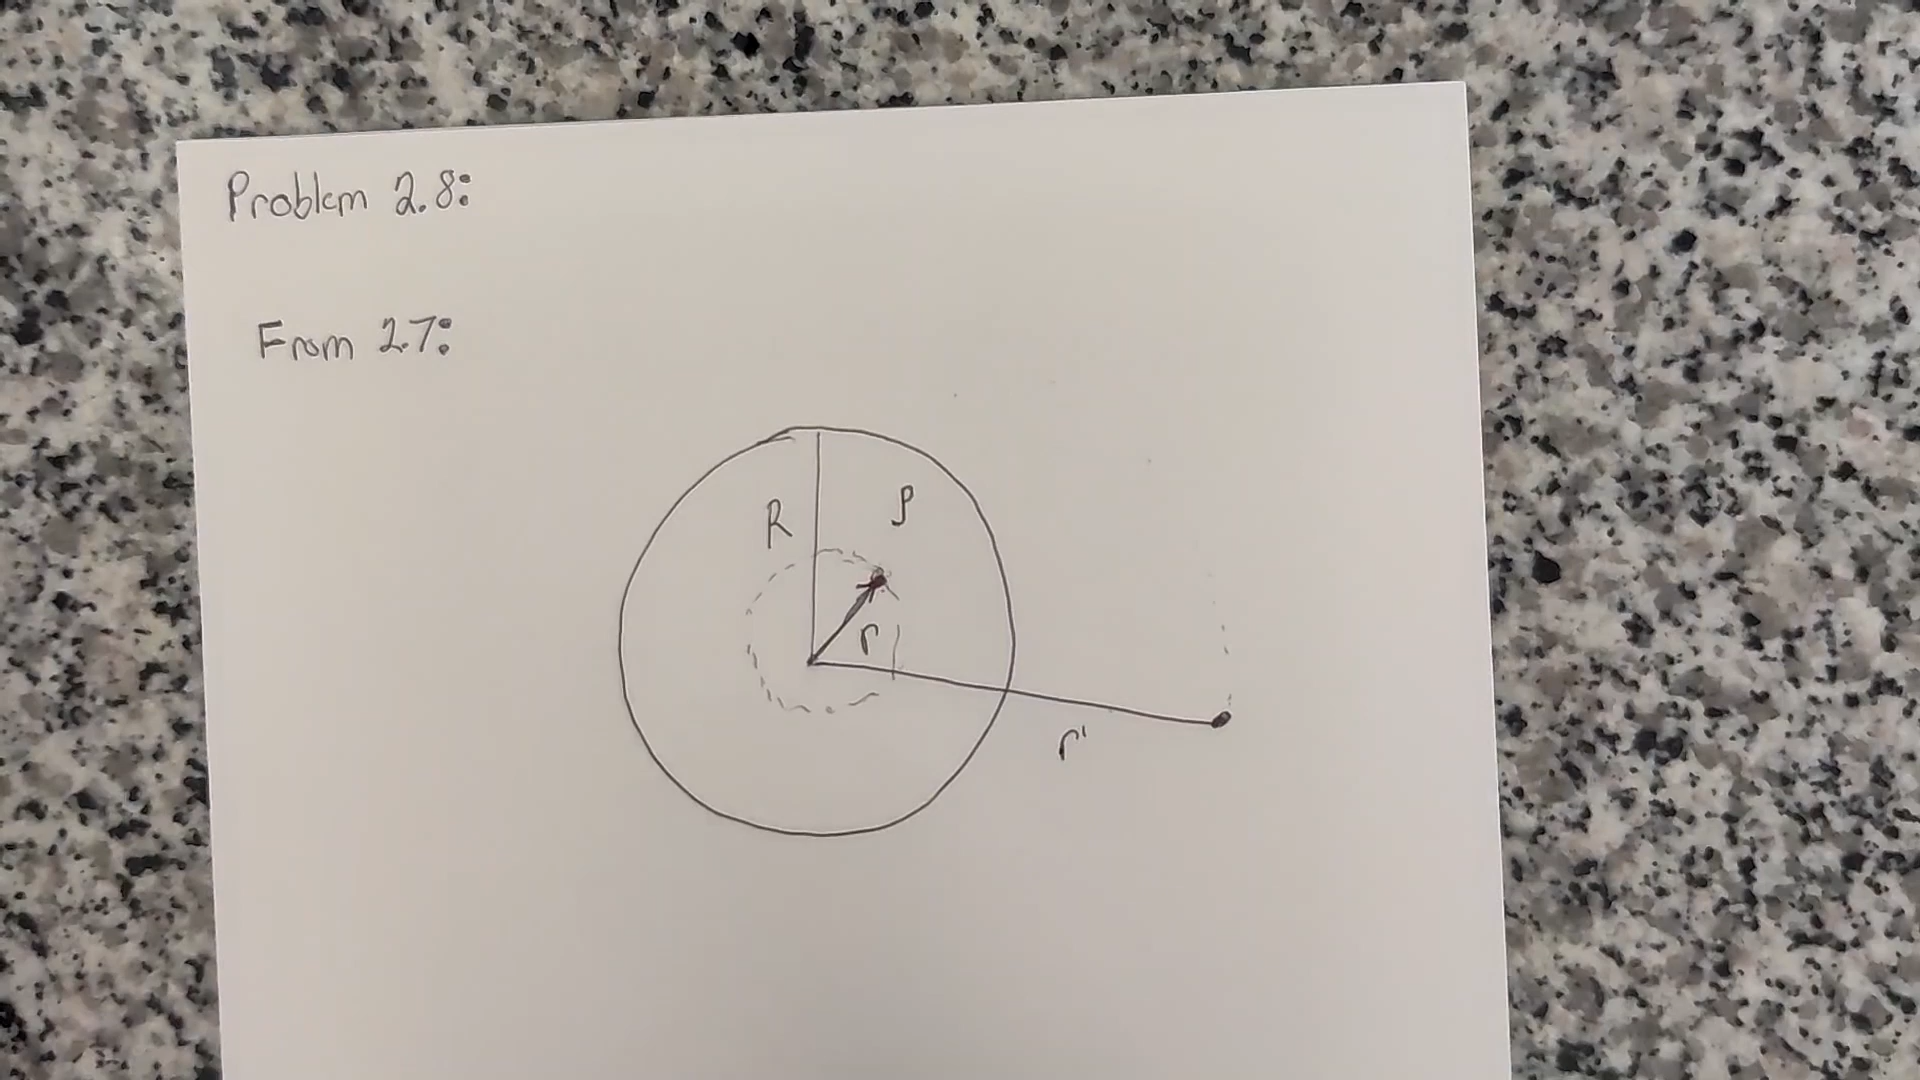 Problem 2.8:
From 2.7:
R
ρ
r
r'